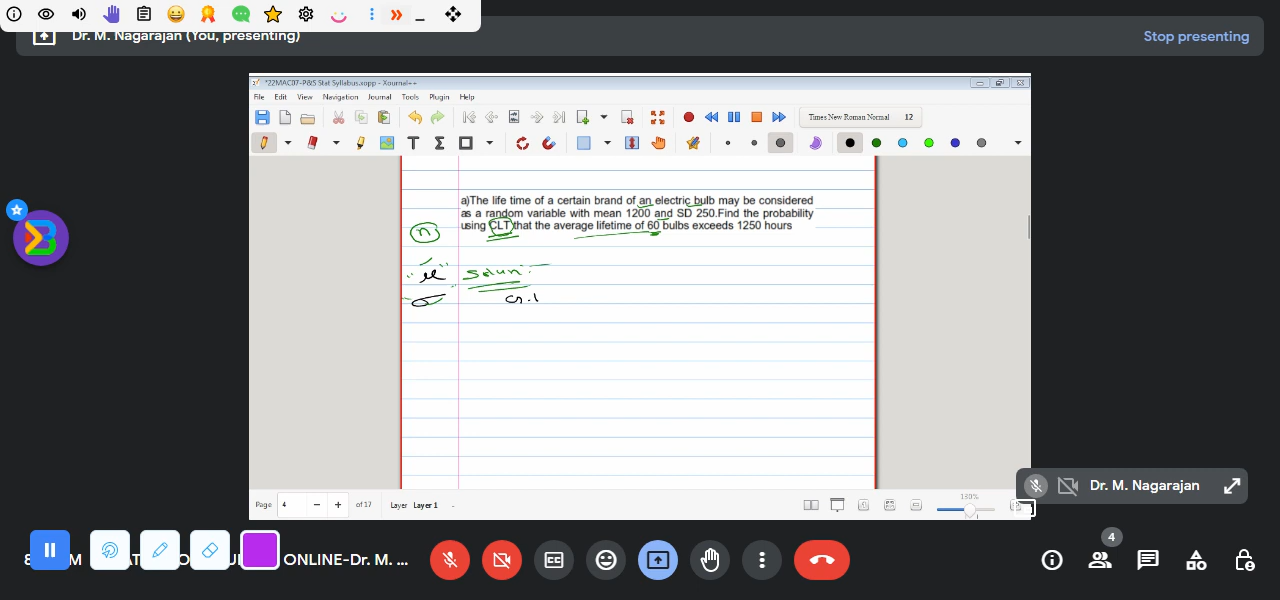 Dr. M. Nagarajan (You, presenting)
Stop presenting
*22MAC07-P&S Stat Syllabus.xopp - Xournal++
File Edit View Navigation Journal Tools Plugin Help
Times New Roman Normal 12
a)The life time of a certain brand of an electric bulb may be considered
as a random variable with mean 1200 and SD 250.Find the probability
using CLT that the average lifetime of 60 bulbs exceeds 1250 hours
n
"μ" Solun:
σ
Page 4 of 17 Layer Layer 1
130%
Dr. M. Nagarajan
4
ONLINE-Dr. M. ...